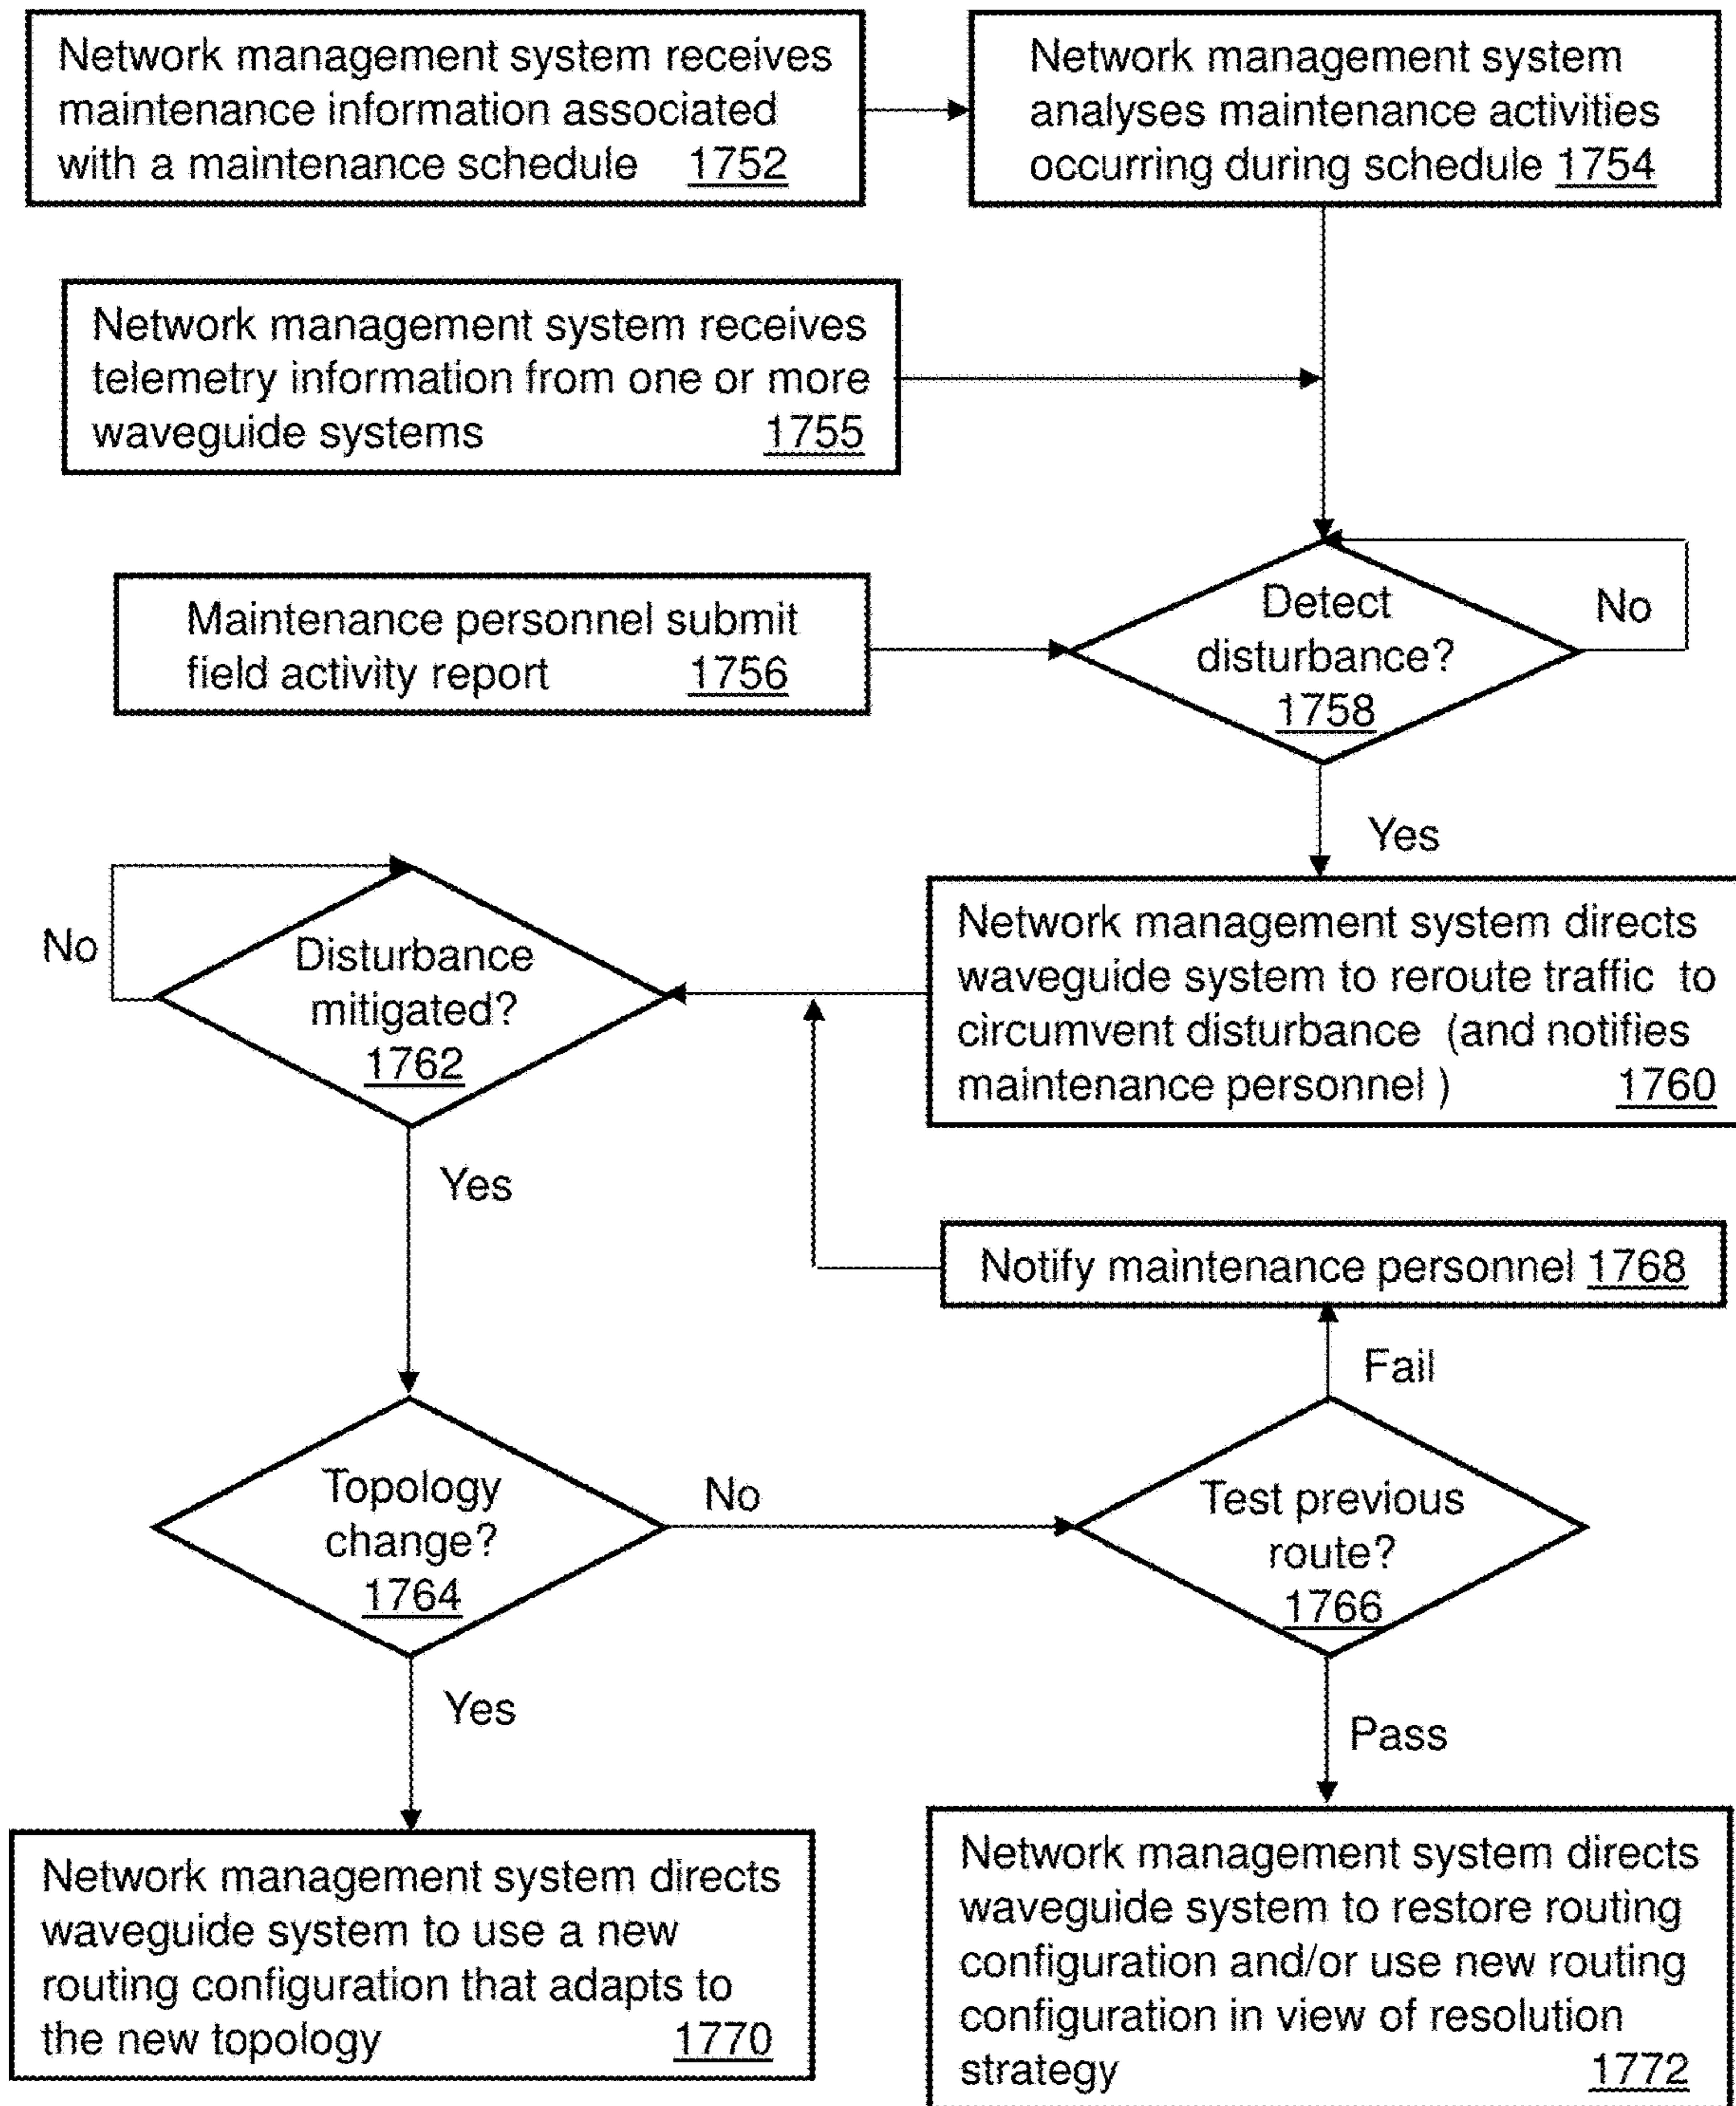 Network management system receives
maintenance information associated
with a maintenance schedule 1752
Network management system
analyses maintenance activities
occurring during schedule 1754
Network management system receives
telemetry information from one or more
waveguide systems 1755
Maintenance personnel submit
field activity report 1756
Detect
disturbance?
1758
No
Yes
Network management system directs
waveguide system to reroute traffic to
circumvent disturbance (and notifies
maintenance personnel ) 1760
Disturbance
mitigated?
1762
No
Yes
Notify maintenance personnel 1768
Fail
Topology
change?
1764
No
Test previous
route?
1766
Yes
Pass
Network management system directs
waveguide system to use a new
routing configuration that adapts to
the new topology 1770
Network management system directs
waveguide system to restore routing
configuration and/or use new routing
configuration in view of resolution
strategy 1772